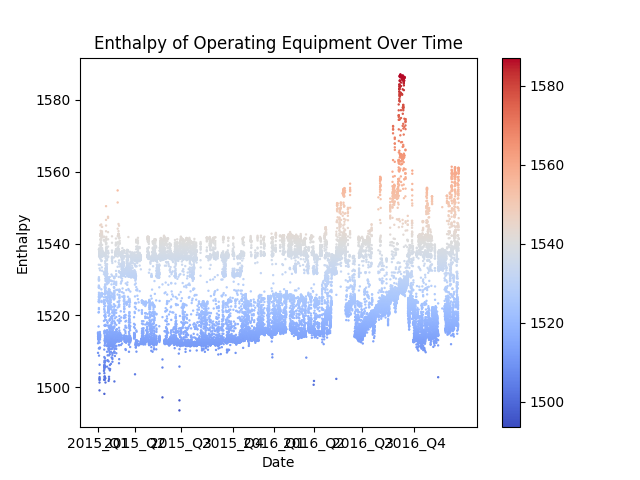 Enthalpy of Operating Equipment Over Time
1580
1560
1540
1520
1500
Enthalpy
2015_Q1
2015_Q2
2015_Q3
2015_Q4
2016_Q1
2016_Q2
2016_Q3
2016_Q4
Date
1580
1560
1540
1520
1500